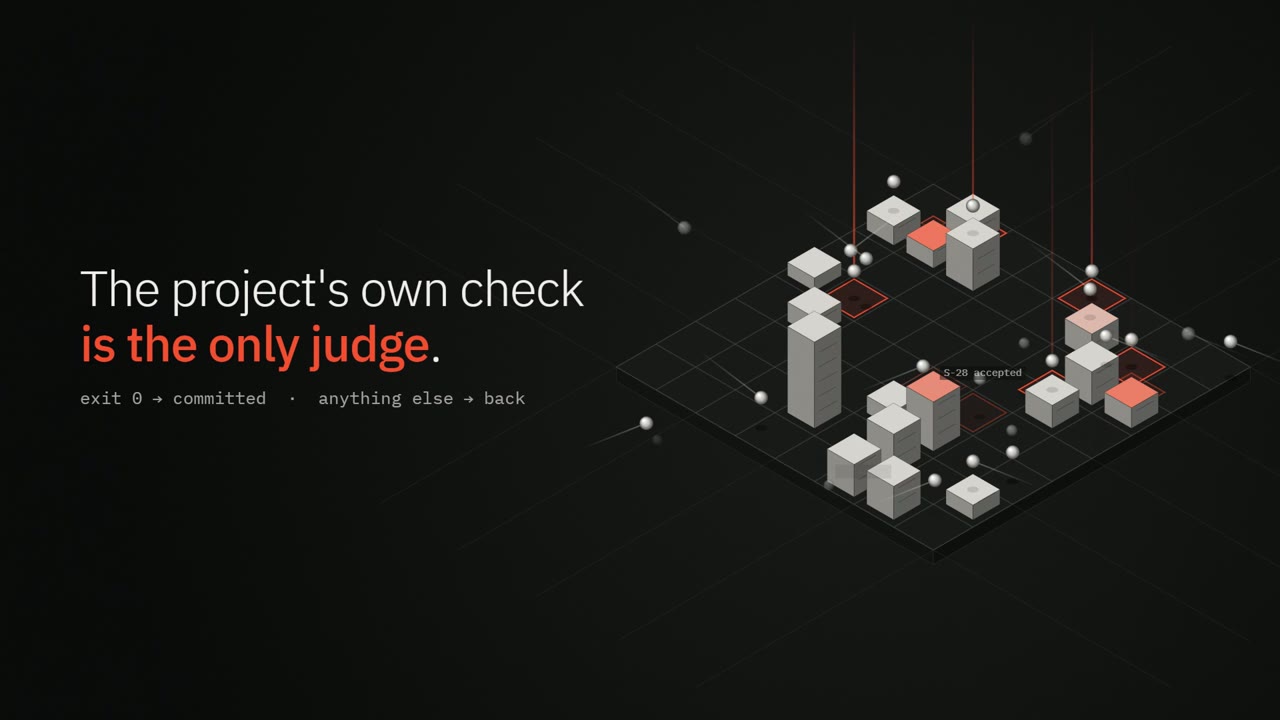 The project's own check
is the only judge.
exit 0 → committed · anything else → back
S-28 accepted